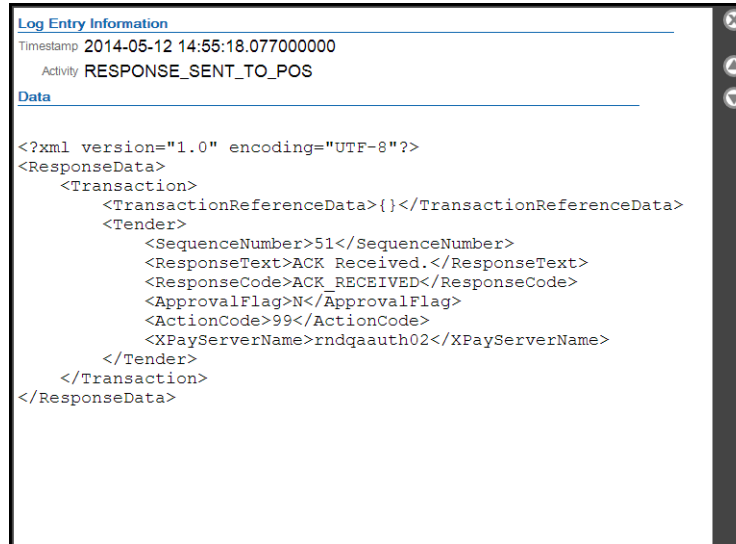 Log Entry Information
Timestamp 2014-05-12 14:55:18.077000000
Activity RESPONSE_SENT_TO_POS
Data
<?xml version="1.0" encoding="UTF-8"?>
<ResponseData>
    <Transaction>
        <TransactionReferenceData>{}</TransactionReferenceData>
        <Tender>
            <SequenceNumber>51</SequenceNumber>
            <ResponseText>ACK Received.</ResponseText>
            <ResponseCode>ACK_RECEIVED</ResponseCode>
            <ApprovalFlag>N</ApprovalFlag>
            <ActionCode>99</ActionCode>
            <XPayServerName>rndqaauth02</XPayServerName>
        </Tender>
    </Transaction>
</ResponseData>